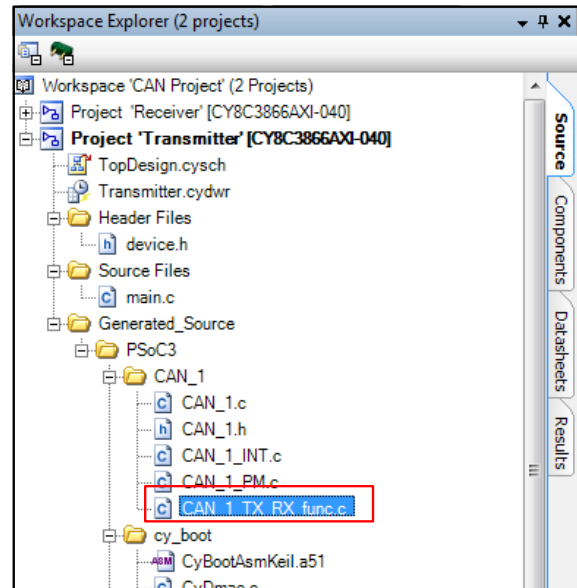 Workspace Explorer (2 projects)
Workspace 'CAN Project' (2 Projects)
Project 'Receiver' [CY8C3866AXI-040]
Project 'Transmitter' [CY8C3866AXI-040]
TopDesign.cysch
Transmitter.cydwr
Header Files
h device.h
Source Files
c main.c
Generated_Source
PSoC3
CAN_1
c CAN_1.c
h CAN_1.h
c CAN_1_INT.c
c CAN_1_PM.c
c CAN_1_TX_RX_func.c
cy_boot
ASM CyBootAsmKeil.a51
c CyDmac.c
Source
Components
Datasheets
Results